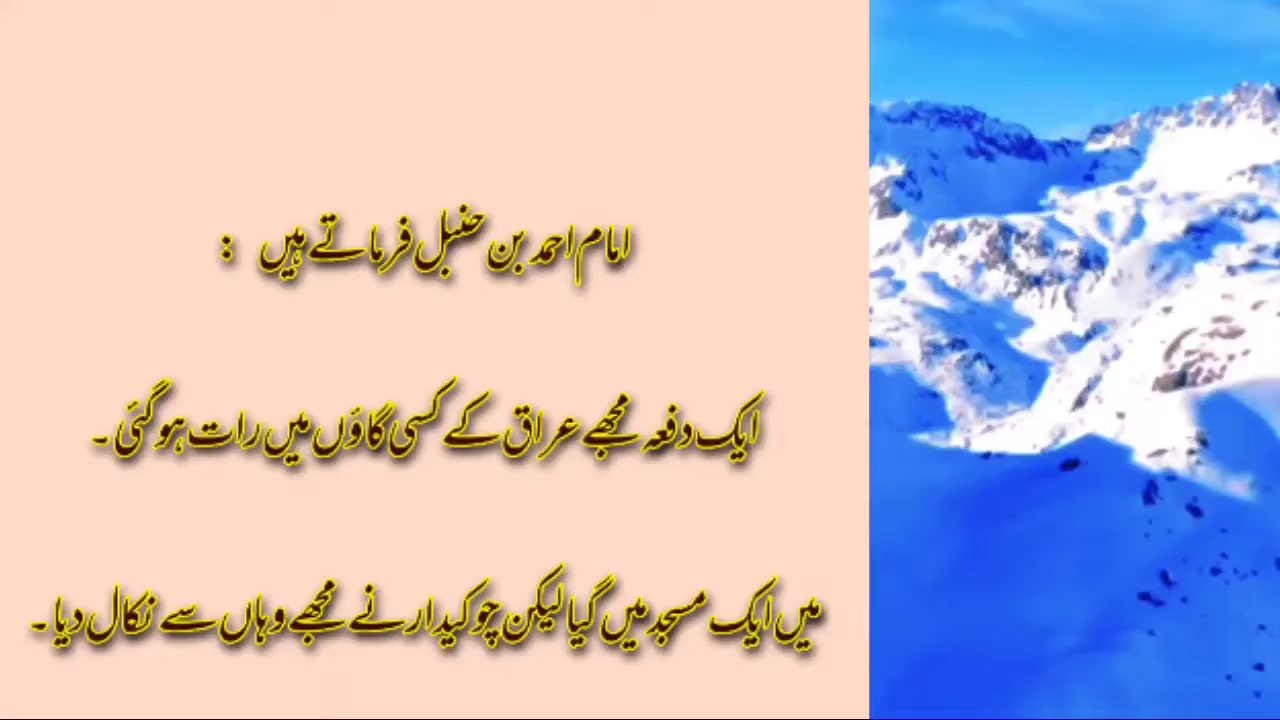 امام احمد بن حنبل فرماتے ہیں :
ایک دفعہ مجھے عراق کے کسی گاؤں میں رات ہو گئی ۔
میں ایک مسجد میں گیا لیکن چوکیدار نے مجھے وہاں سے نکال دیا ۔